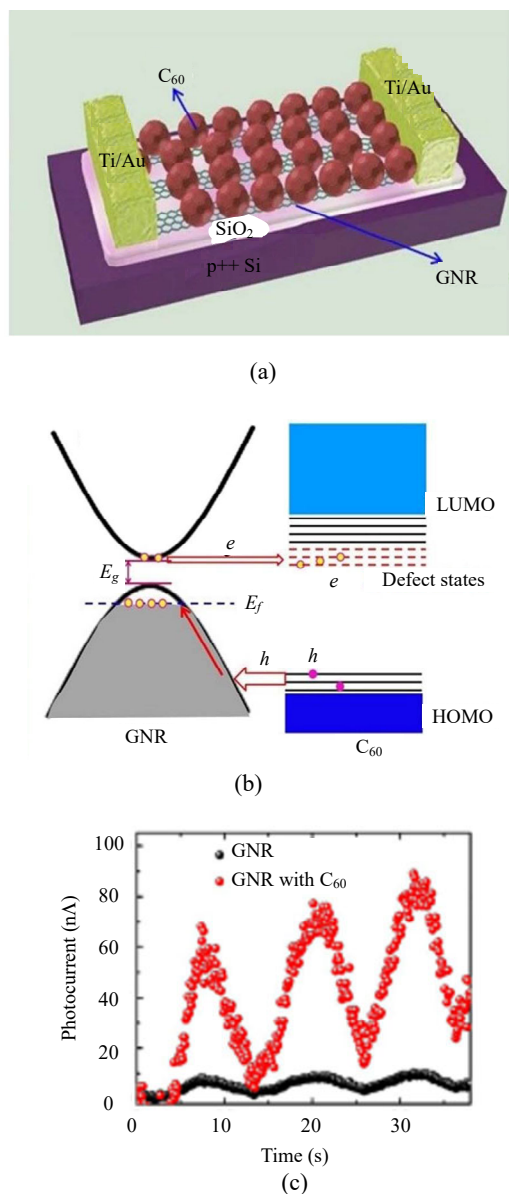 C60
Ti/Au
Ti/Au
SiO2
p++ Si
GNR
(a)
LUMO
e
Eg
e
Defect states
Ef
h
h
GNR
HOMO
C60
(b)
100
80
60
40
20
0
Photocurrent (nA)
GNR
GNR with C60
0 10 20 30
Time (s)
(c)